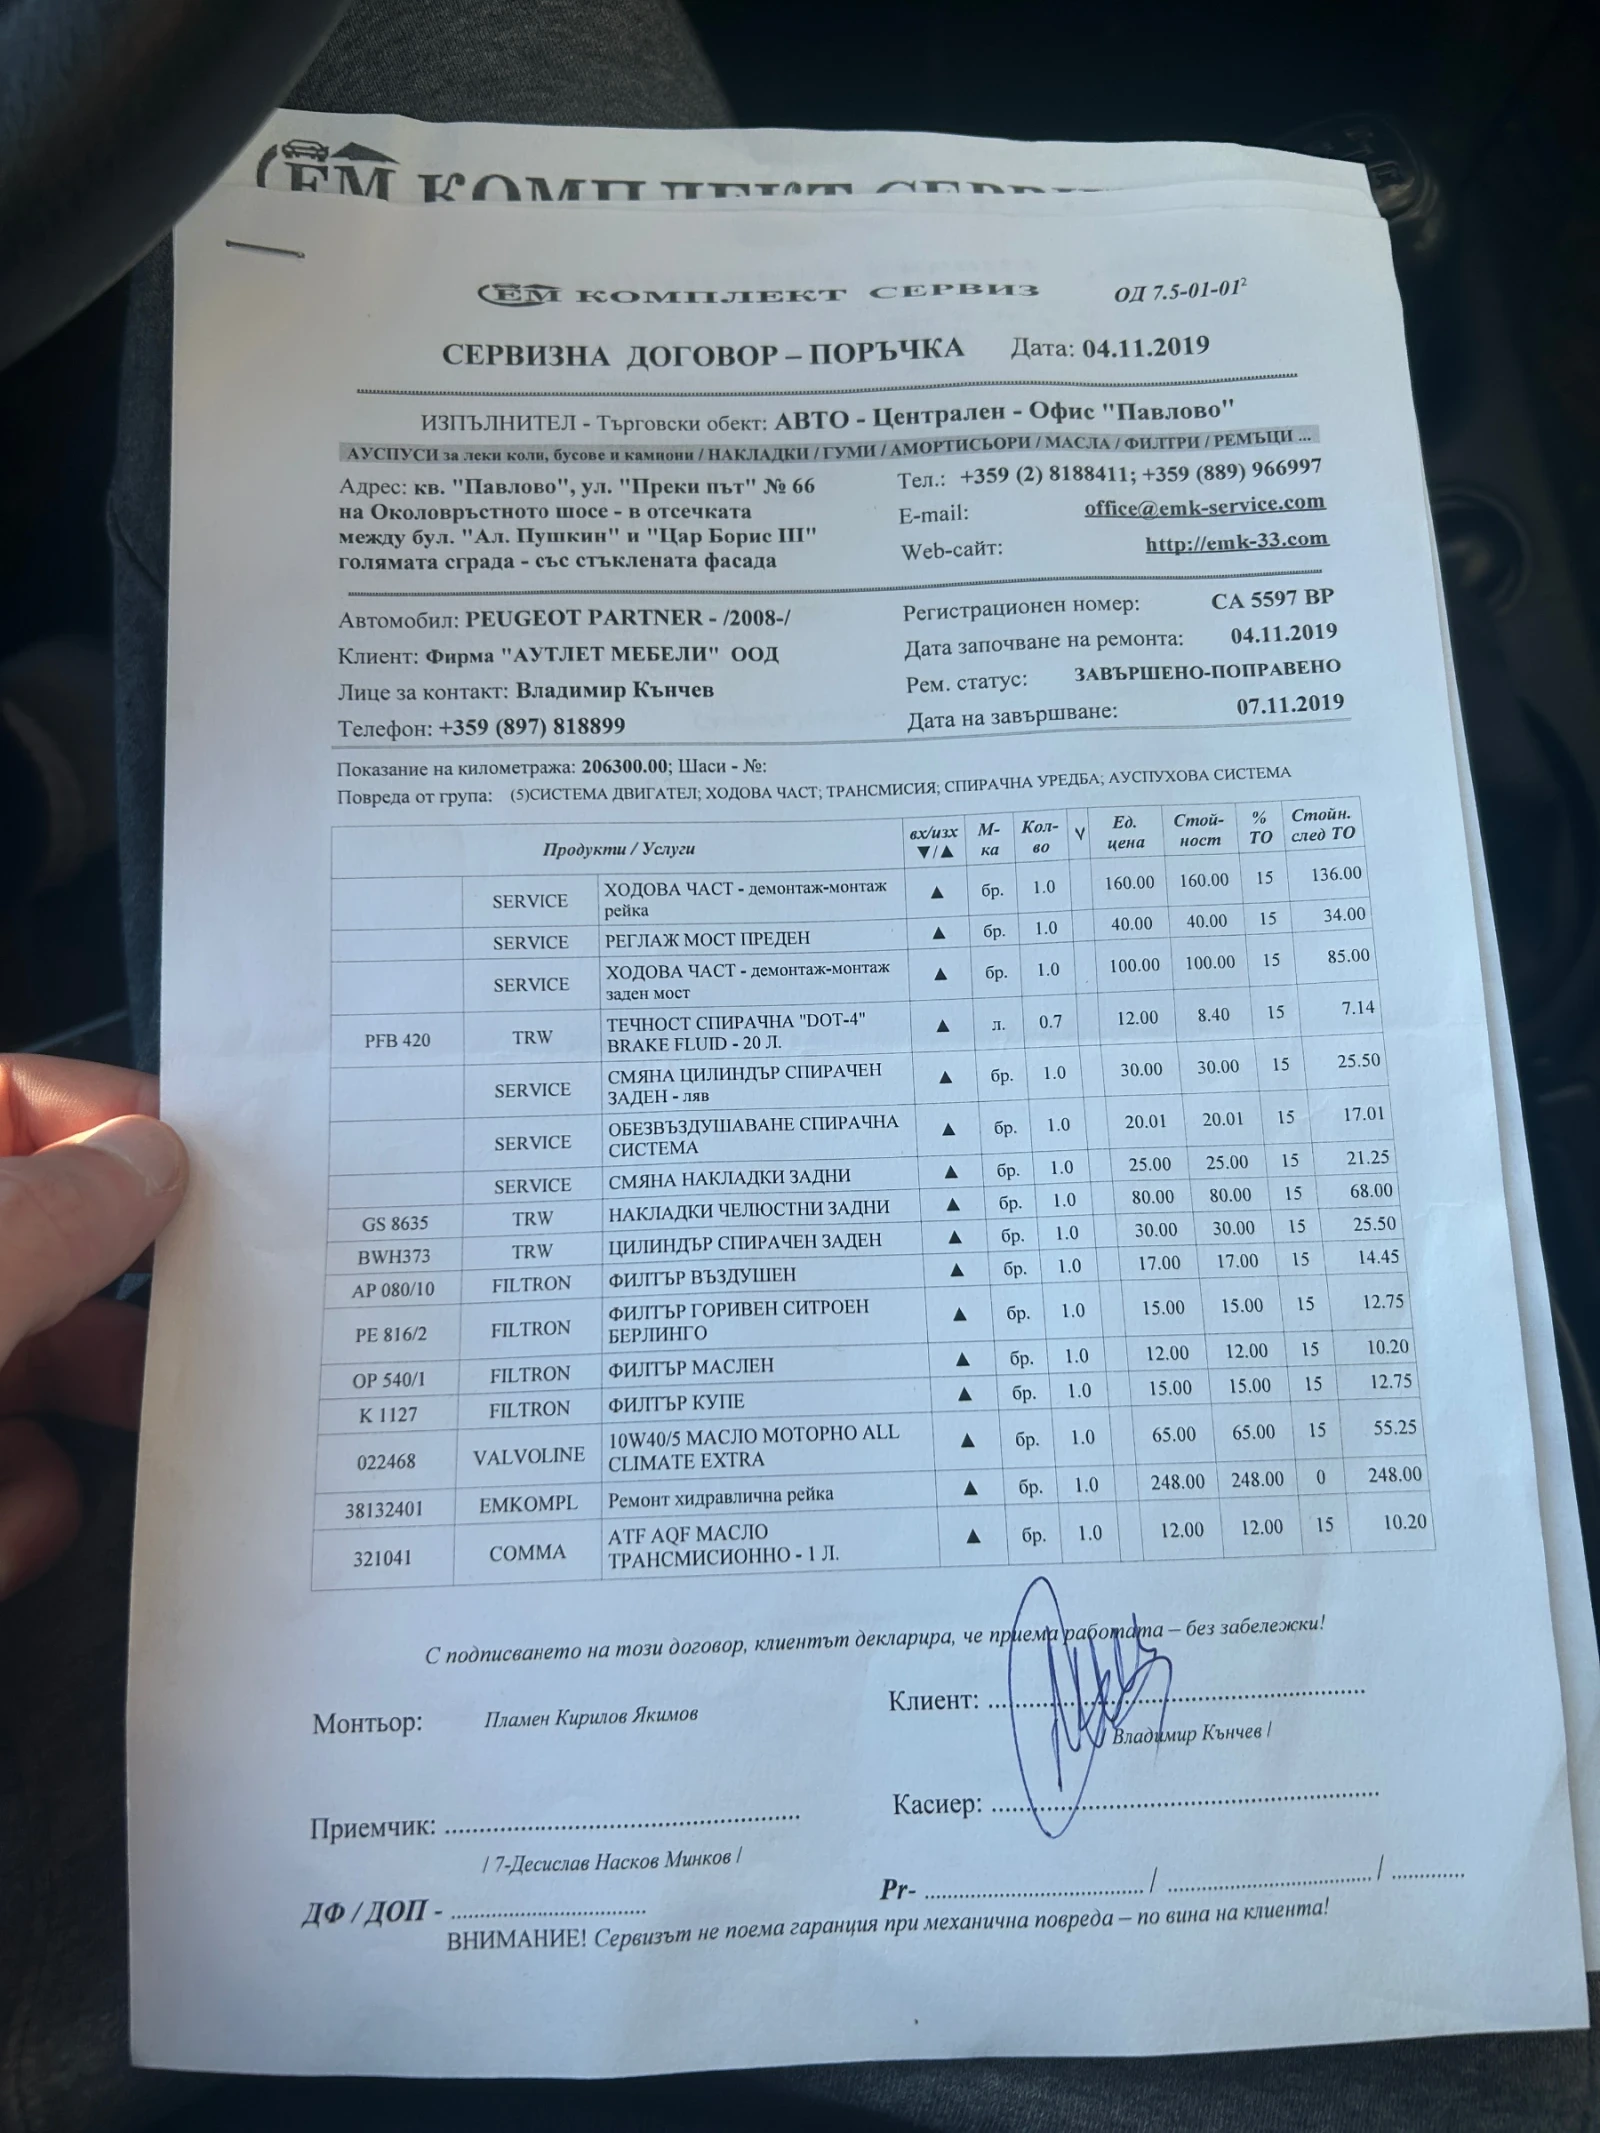 ЕМ КОМПЛЕКТ СЕРВИЗ
ЕМ КОМПЛЕКТ СЕРВИЗ ОД 7.5-01-01²
СЕРВИЗНА ДОГОВОР – ПОРЪЧКА Дата: 04.11.2019
ИЗПЪЛНИТЕЛ - Търговски обект: АВТО - Централен - Офис "Павлово"
АУСПУСИ за леки коли, бусове и камиони / НАКЛАДКИ / ГУМИ / АМОРТИСЬОРИ / МАСЛА / ФИЛТРИ / РЕМЪЦИ ...
Адрес: кв. "Павлово", ул. "Преки път" № 66 Тел.: +359 (2) 8188411; +359 (889) 966997
на Околовръстното шосе - в отсечката E-mail: office@emk-service.com
между бул. "Ал. Пушкин" и "Цар Борис III" Web-сайт: http://emk-33.com
голямата сграда - със стъклената фасада
Автомобил: PEUGEOT PARTNER - /2008-/ Регистрационен номер: CA 5597 BP
Клиент: Фирма "АУТЛЕТ МЕБЕЛИ" ООД Дата започване на ремонта: 04.11.2019
Лице за контакт: Владимир Кънчев Рем. статус: ЗАВЪРШЕНО-ПОПРАВЕНО
Телефон: +359 (897) 818899 Дата на завършване: 07.11.2019
Показание на километража: 206300.00; Шаси - №:
Повреда от група: (5)СИСТЕМА ДВИГАТЕЛ; ХОДОВА ЧАСТ; ТРАНСМИСИЯ; СПИРАЧНА УРЕДБА; АУСПУХОВА СИСТЕМА
Продукти / Услуги вх/изх ▼/▲ М-ка Кол-во V Ед. цена Стой-ност % ТО Стойн. след ТО
SERVICE ХОДОВА ЧАСТ - демонтаж-монтаж рейка ▲ бр. 1.0 160.00 160.00 15 136.00
SERVICE РЕГЛАЖ МОСТ ПРЕДЕН ▲ бр. 1.0 40.00 40.00 15 34.00
SERVICE ХОДОВА ЧАСТ - демонтаж-монтаж заден мост ▲ бр. 1.0 100.00 100.00 15 85.00
PFB 420 TRW ТЕЧНОСТ СПИРАЧНА "DOT-4" BRAKE FLUID - 20 Л. ▲ л. 0.7 12.00 8.40 15 7.14
SERVICE СМЯНА ЦИЛИНДЪР СПИРАЧЕН ЗАДЕН - ляв ▲ бр. 1.0 30.00 30.00 15 25.50
SERVICE ОБЕЗВЪЗДУШАВАНЕ СПИРАЧНА СИСТЕМА ▲ бр. 1.0 20.01 20.01 15 17.01
SERVICE СМЯНА НАКЛАДКИ ЗАДНИ ▲ бр. 1.0 25.00 25.00 15 21.25
GS 8635 TRW НАКЛАДКИ ЧЕЛЮСТНИ ЗАДНИ ▲ бр. 1.0 80.00 80.00 15 68.00
BWH373 TRW ЦИЛИНДЪР СПИРАЧЕН ЗАДЕН ▲ бр. 1.0 30.00 30.00 15 25.50
AP 080/10 FILTRON ФИЛТЪР ВЪЗДУШЕН ▲ бр. 1.0 17.00 17.00 15 14.45
PE 816/2 FILTRON ФИЛТЪР ГОРИВЕН СИТРОЕН БЕРЛИНГО ▲ бр. 1.0 15.00 15.00 15 12.75
OP 540/1 FILTRON ФИЛТЪР МАСЛЕН ▲ бр. 1.0 12.00 12.00 15 10.20
K 1127 FILTRON ФИЛТЪР КУПЕ ▲ бр. 1.0 15.00 15.00 15 12.75
022468 VALVOLINE 10W40/5 МАСЛО МОТОРНО ALL CLIMATE EXTRA ▲ бр. 1.0 65.00 65.00 15 55.25
38132401 EMKOMPL Ремонт хидравлична рейка ▲ бр. 1.0 248.00 248.00 0 248.00
321041 COMMA ATF AQF МАСЛО ТРАНСМИСИОННО - 1 Л. ▲ бр. 1.0 12.00 12.00 15 10.20
С подписването на този договор, клиентът декларира, че приема работата – без забележки!
Монтьор: Пламен Кирилов Якимов Клиент: ..........
Владимир Кънчев /
Приемчик: .......... Касиер: ..........
/ 7-Десислав Насков Минков /
ДФ / ДОП - .......... Pr- .......... / .......... / ..........
ВНИМАНИЕ! Сервизът не поема гаранция при механична повреда – по вина на клиента!